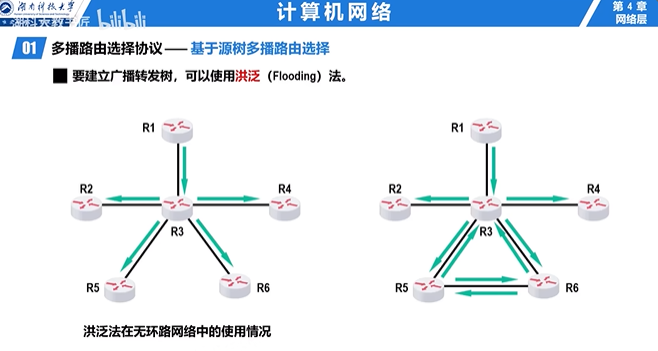 湖南科技大学
bilibili
计算机网络
第 4 章
网络层
01 多播路由选择协议 —— 基于源树多播路由选择
要建立广播转发树，可以使用洪泛（Flooding）法。
R1 R1
R2 R4 R2 R4
R3 R3
R5 R6 R5 R6
洪泛法在无环路网络中的使用情况